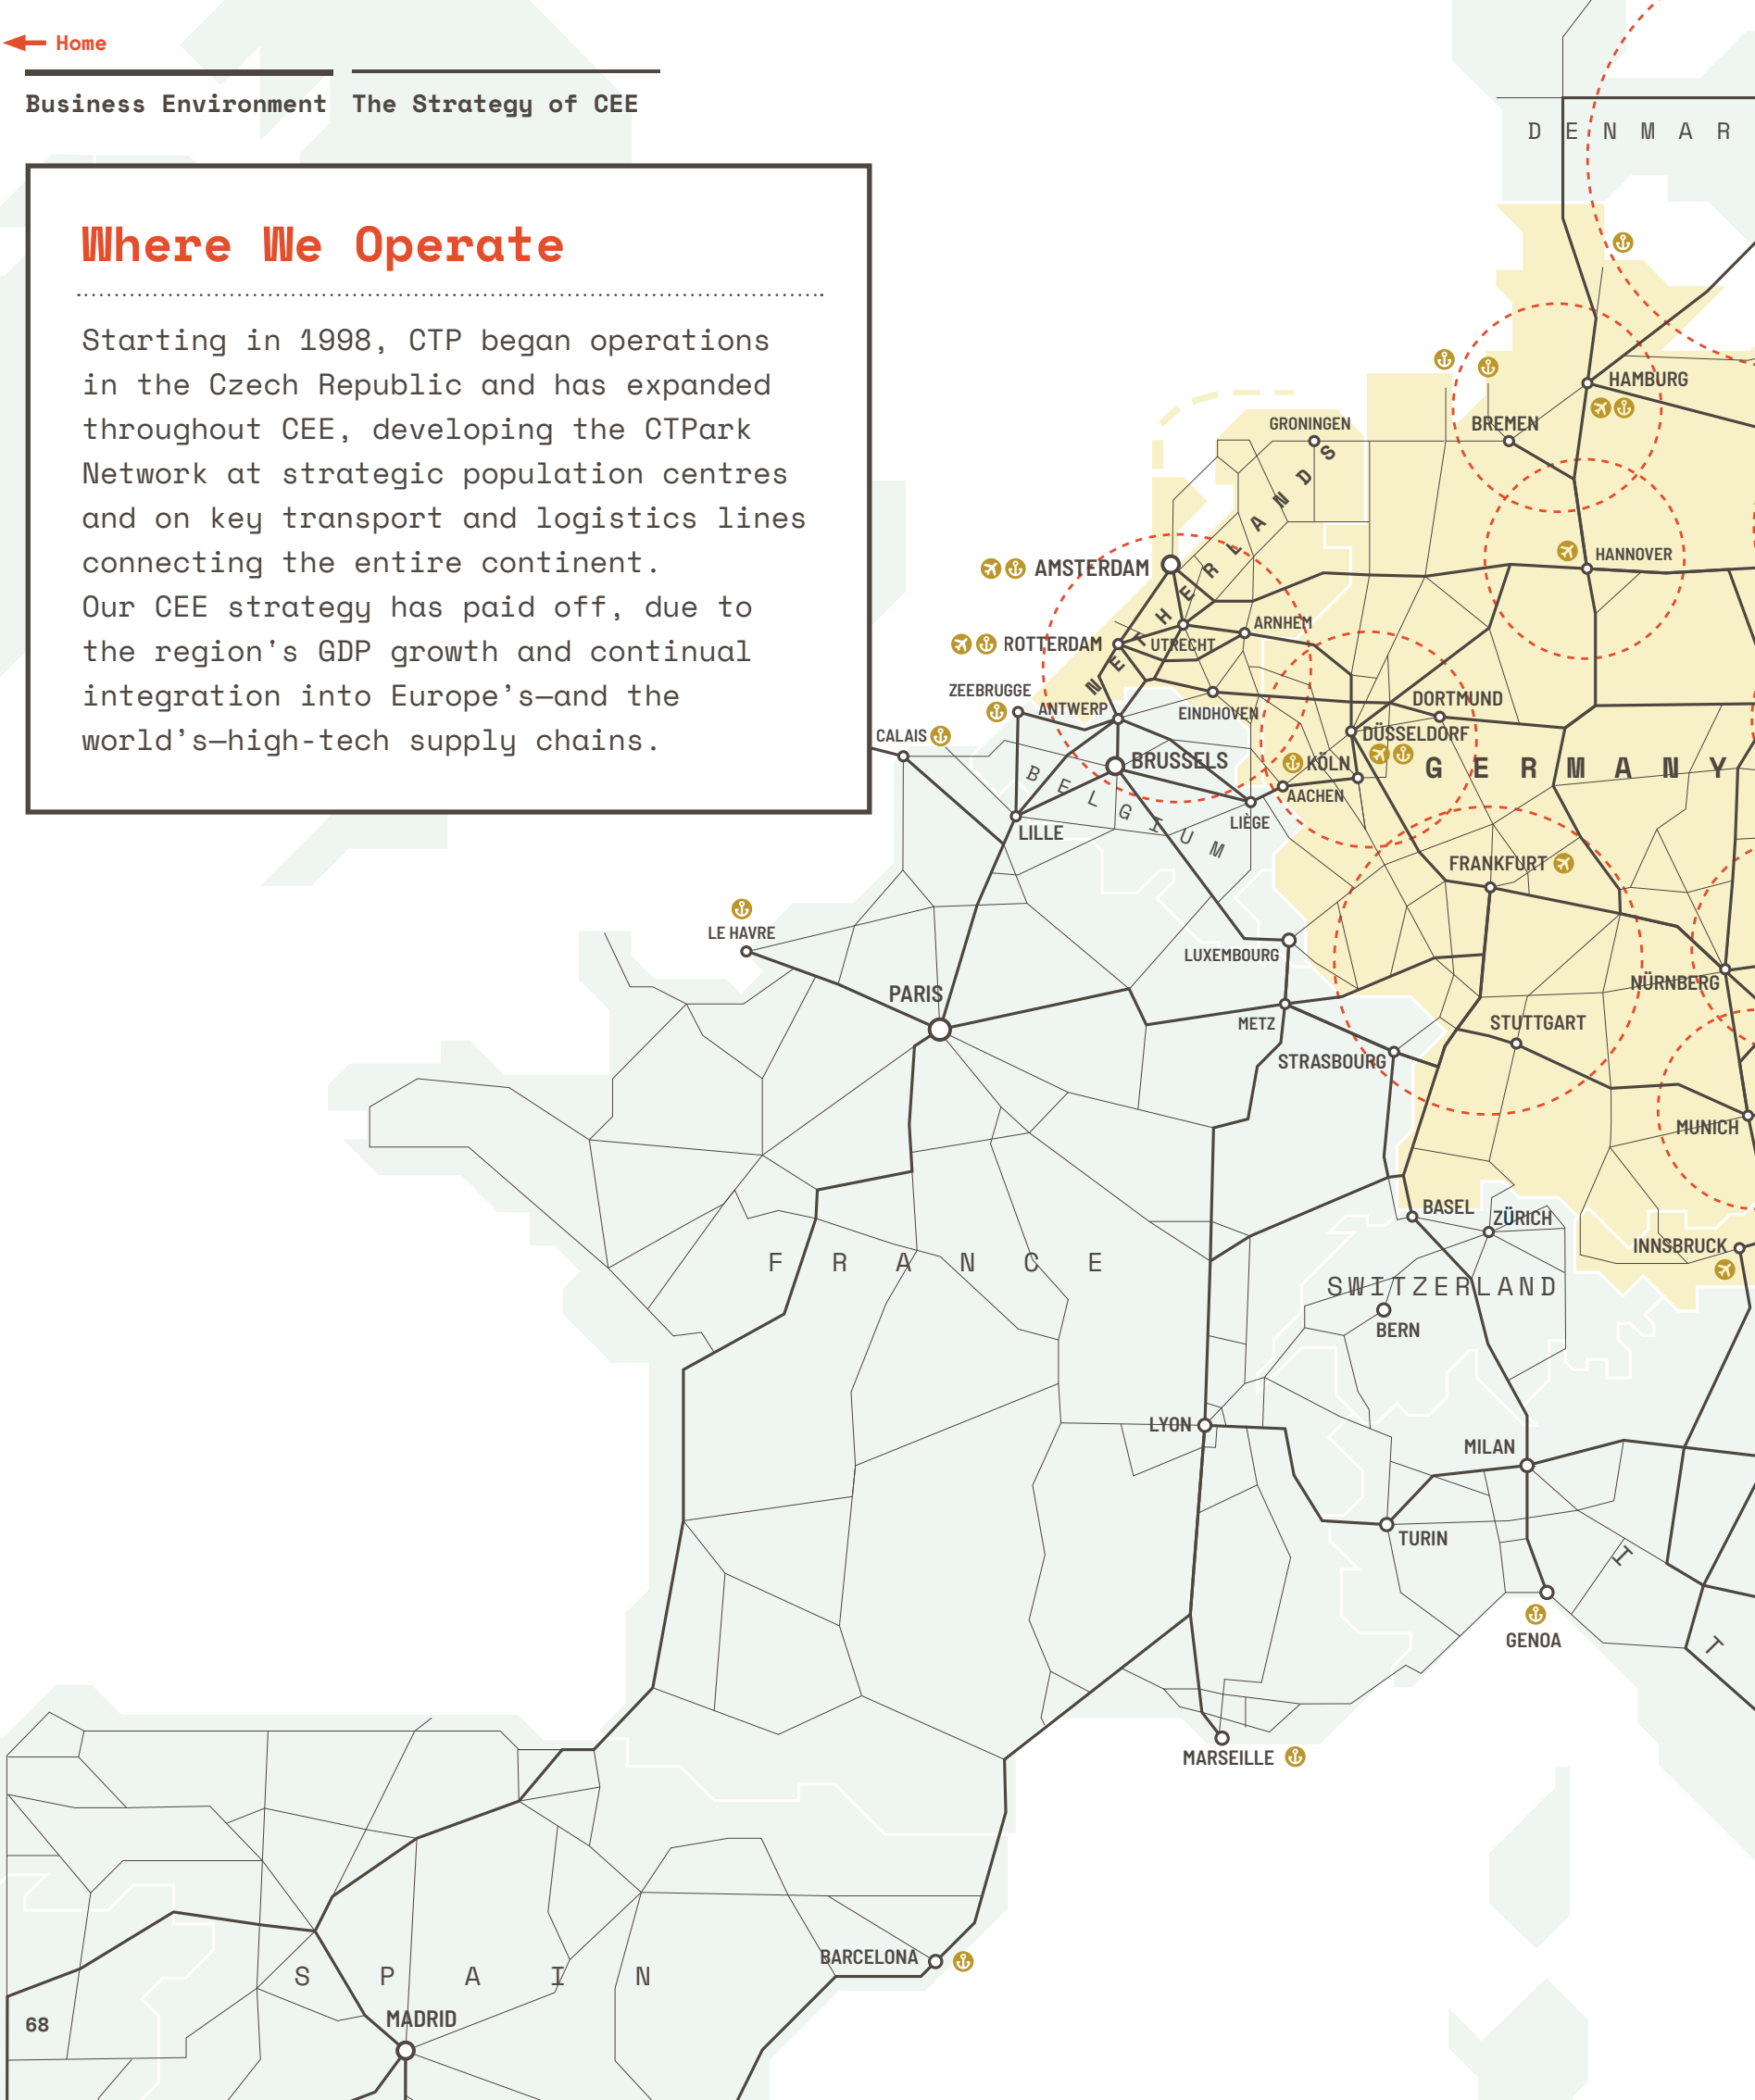 Home
Business Environment
The Strategy of CEE
Where We Operate
Starting in 1998, CTP began operations
in the Czech Republic and has expanded
throughout CEE, developing the CTPark
Network at strategic population centres
and on key transport and logistics lines
connecting the entire continent.
Our CEE strategy has paid off, due to
the region's GDP growth and continual
integration into Europe's—and the
world's—high-tech supply chains.
DENMAR
HAMBURG
BREMEN
GRONINGEN
HANNOVER
NETHERLANDS
AMSTERDAM
ARNHEM
ROTTERDAM
UTRECHT
ZEEBRUGGE
ANTWERP
EINDHOVEN
DORTMUND
CALAIS
DÜSSELDORF
BRUSSELS
KÖLN
GERMANY
BELGIUM
AACHEN
LIÈGE
LILLE
FRANKFURT
LE HAVRE
LUXEMBOURG
NÜRNBERG
PARIS
METZ
STUTTGART
STRASBOURG
MUNICH
BASEL
ZÜRICH
INNSBRUCK
FRANCE
SWITZERLAND
BERN
LYON
MILAN
TURIN
I
T
GENOA
MARSEILLE
BARCELONA
SPAIN
MADRID
68